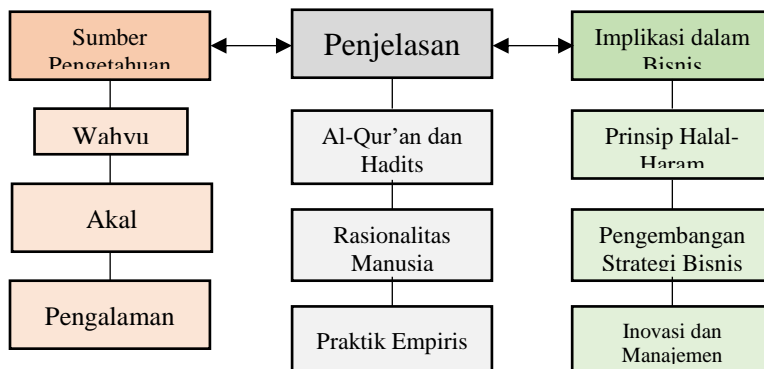 Sumber
Pengetahuan
Wahyu
Akal
Pengalaman
Penjelasan
Al-Qur’an dan
Hadits
Rasionalitas
Manusia
Praktik Empiris
Implikasi dalam
Bisnis
Prinsip Halal-
Haram
Pengembangan
Strategi Bisnis
Inovasi dan
Manajemen